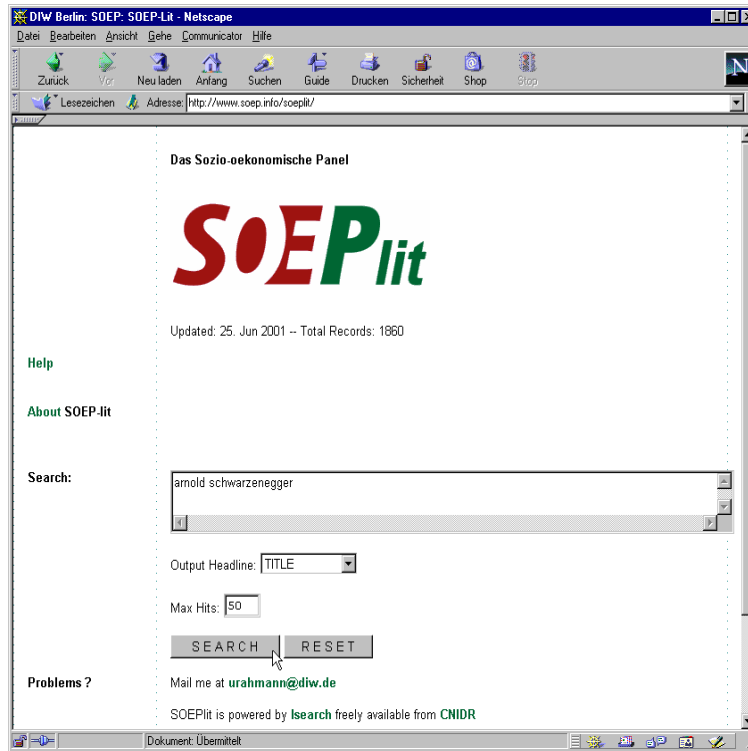 DIW Berlin: SOEP: SOEP-Lit - Netscape
Datei Bearbeiten Ansicht Gehe Communicator Hilfe
Zurück Vor Neu laden Anfang Suchen Guide Drucken Sicherheit Shop Stop
N
Lesezeichen Adresse: http://www.soep.info/soeplit/
Das Sozio-oekonomische Panel
SOEPlit
Updated: 25. Jun 2001 -- Total Records: 1860
Help
About SOEP-lit
Search:
arnold schwarzenegger
Output Headline: TITLE
Max Hits: 50
SEARCH RESET
Problems ?
Mail me at urahmann@diw.de
SOEPlit is powered by Isearch freely available from CNIDR
Dokument: Übermittelt